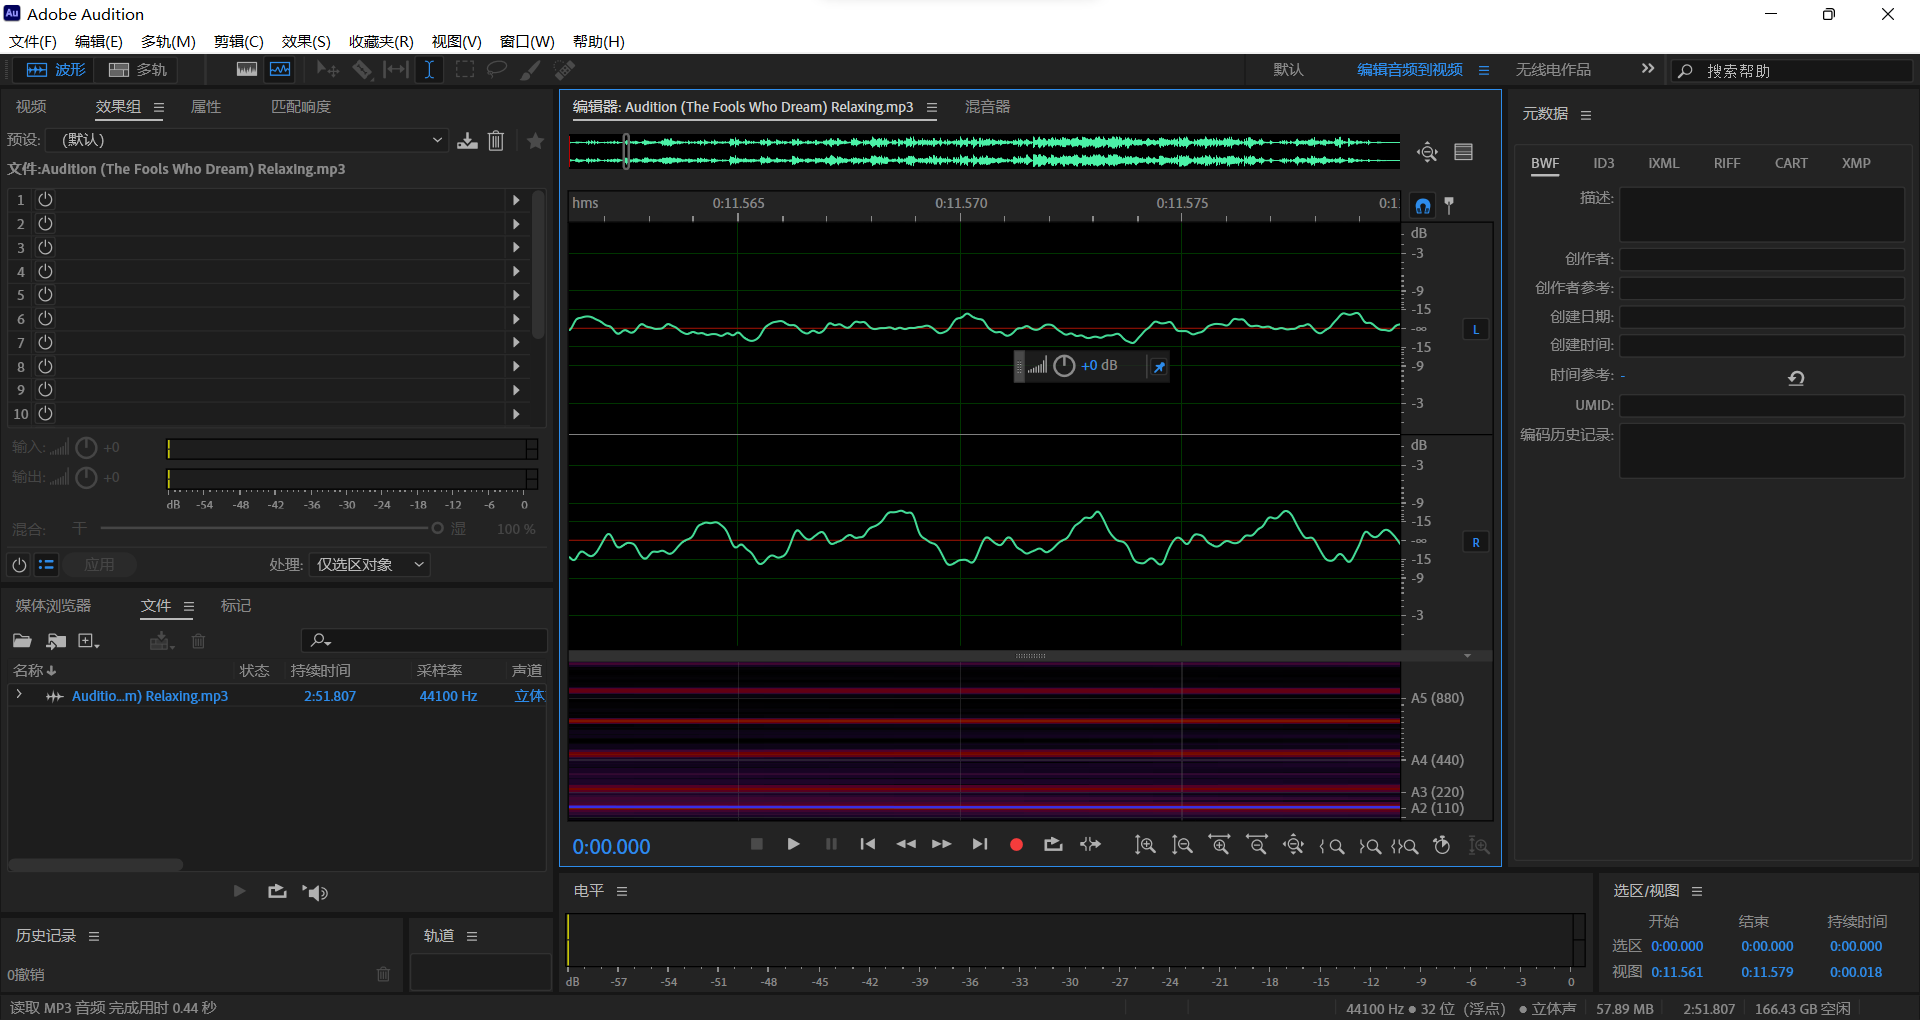 Adobe Audition
文件(F) 编辑(E) 多轨(M) 剪辑(C) 效果(S) 收藏夹(R) 视图(V) 窗口(W) 帮助(H)
波形 多轨 默认 编辑音频到视频 无线电作品 搜索帮助
视频 效果组 属性 匹配响度
预设: (默认)
文件:Audition (The Fools Who Dream) Relaxing.mp3
1
2
3
4
5
6
7
8
9
10
输入: +0
输出: +0
dB -54 -48 -42 -36 -30 -24 -18 -12 -6 0
混合: 干 湿 100 %
应用 处理: 仅选区对象
媒体浏览器 文件 标记
名称 状态 持续时间 采样率 声道
Auditio...m) Relaxing.mp3 2:51.807 44100 Hz 立体
历史记录
0撤销
轨道
编辑器: Audition (The Fools Who Dream) Relaxing.mp3 混音器
hms 0:11.565 0:11.570 0:11.575 0:1
dB
-3
-9
-15
-∞
-15
-9
-3
L
+0 dB
dB
-3
-9
-15
-∞
-15
-9
-3
R
A5 (880)
A4 (440)
A3 (220)
A2 (110)
0:00.000
电平
dB -57 -54 -51 -48 -45 -42 -39 -36 -33 -30 -27 -24 -21 -18 -15 -12 -9 -6 -3 0
元数据
BWF ID3 iXML RIFF CART XMP
描述:
创作者:
创作者参考:
创建日期:
创建时间:
时间参考: -
UMID:
编码历史记录:
选区/视图
开始 结束 持续时间
选区 0:00.000 0:00.000 0:00.000
视图 0:11.561 0:11.579 0:00.018
读取 MP3 音频 完成用时 0.44 秒
44100 Hz ● 32 位 (浮点) ● 立体声 57.89 MB 2:51.807 166.43 GB 空闲